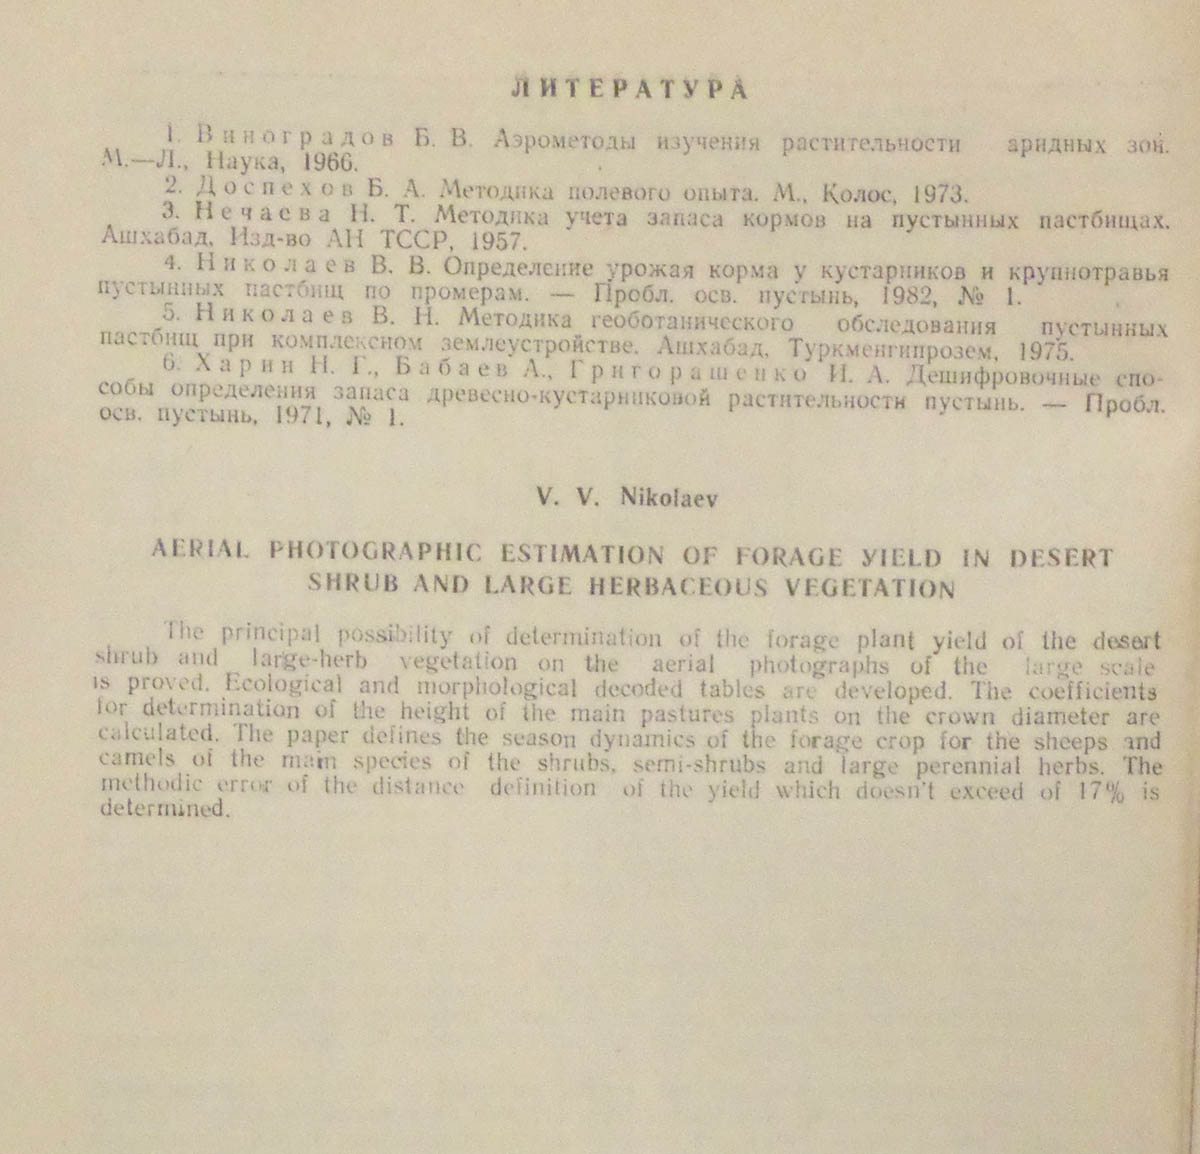 ЛИТЕРАТУРА
1. Виноградов Б. В. Аэрометоды изучения растительности аридных зон.
М.—Л., Наука, 1966.
2. Доспехов Б. А. Методика полевого опыта. М., Колос, 1973.
3. Нечаева Н. Т. Методика учета запаса кормов на пустынных пастбищах.
Ашхабад, Изд-во АН ТССР, 1957.
4. Николаев В. В. Определение урожая корма у кустарников и крупнотравья
пустынных пастбищ по промерам. — Пробл. осв. пустынь, 1982, № 1.
5. Николаев В. Н. Методика геоботанического обследования пустынных
пастбищ при комплексном землеустройстве. Ашхабад, Туркменгипрозем, 1975.
6. Харин Н. Г., Бабаев А., Григорашенко И. А. Дешифровочные спо-
собы определения запаса древесно-кустарниковой растительности пустынь. — Пробл.
осв. пустынь, 1971, № 1.
V. V. Nikolaev
AERIAL PHOTOGRAPHIC ESTIMATION OF FORAGE YIELD IN DESERT
SHRUB AND LARGE HERBACEOUS VEGETATION
The principal possibility of determination of the forage plant yield of the desert
shrub and large-herb vegetation on the aerial photographs of the large scale
is proved. Ecological and morphological decoded tables are developed. The coefficients
for determination of the height of the main pastures plants on the crown diameter are
calculated. The paper defines the season dynamics of the forage crop for the sheeps and
camels of the main species of the shrubs, semi-shrubs and large perennial herbs. The
methodic error of the distance definition of the yield which doesn't exceed of 17% is
determined.